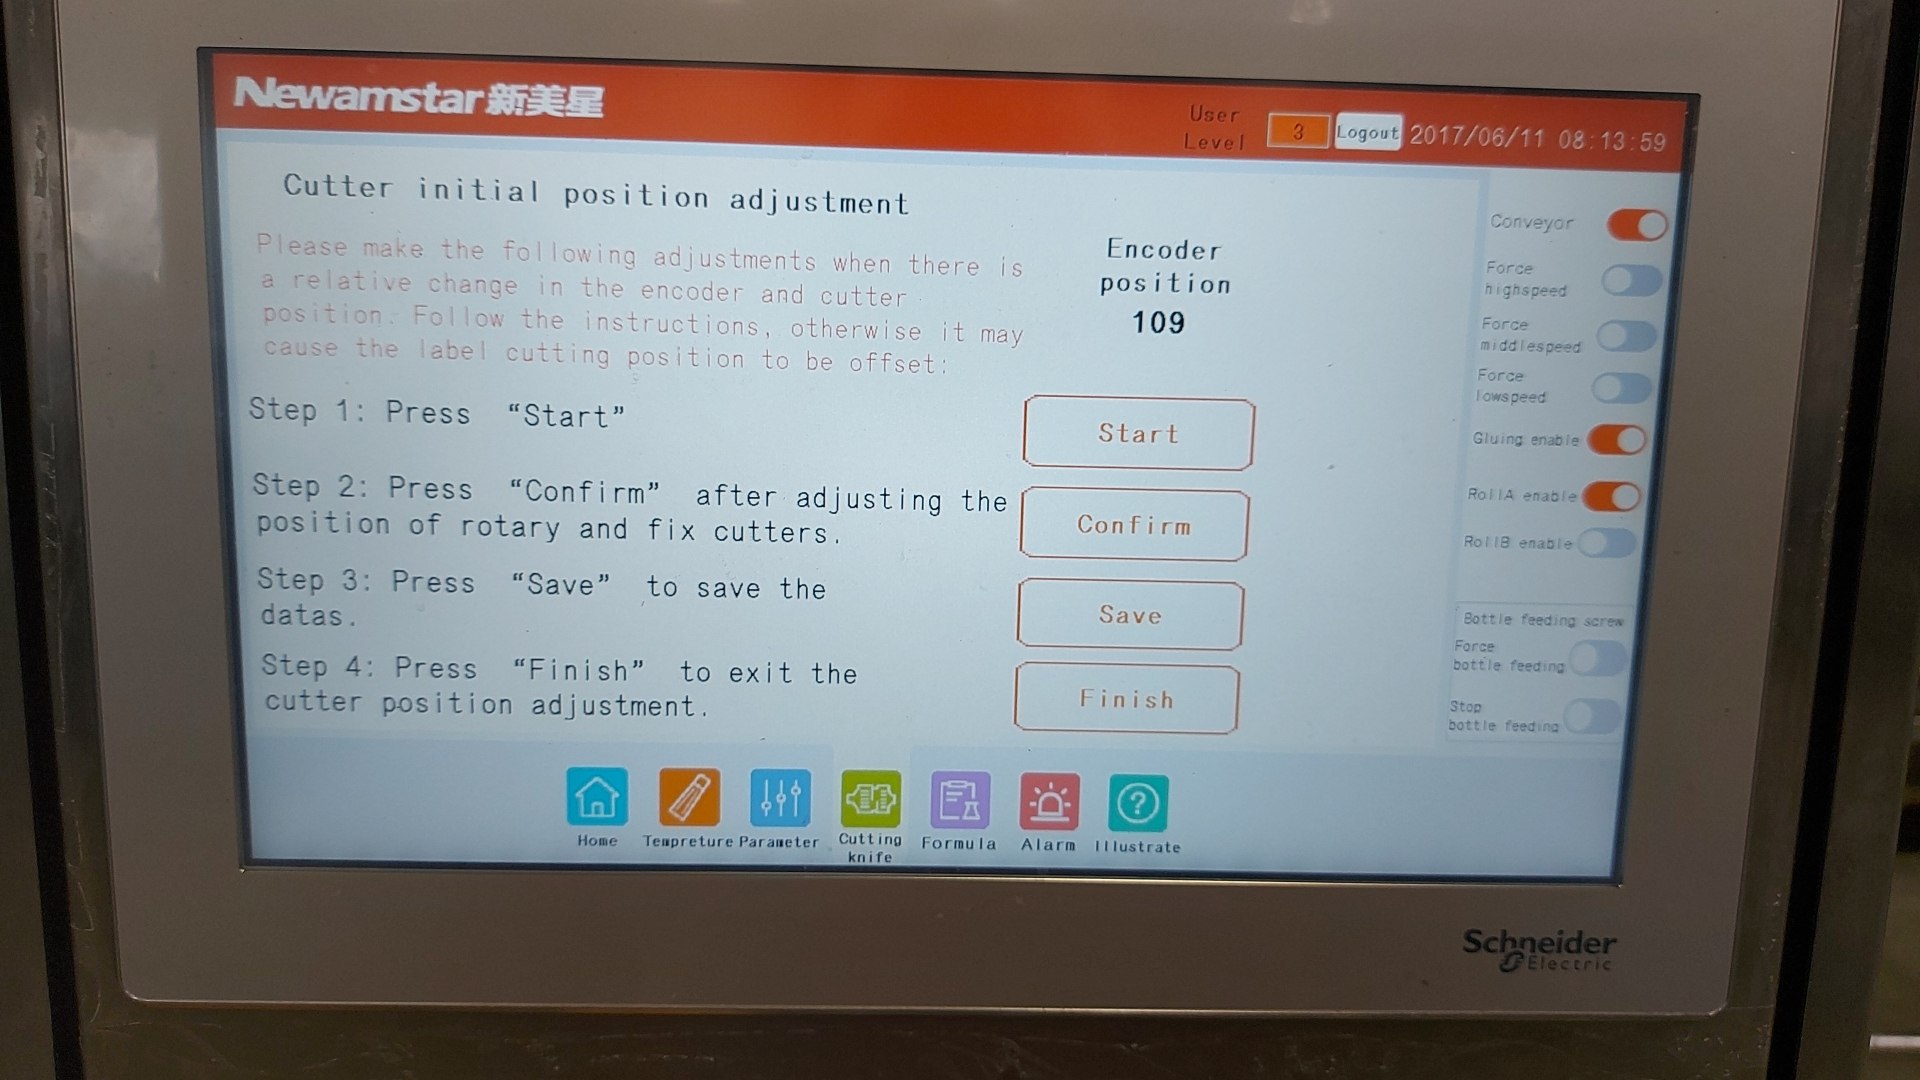 Newamstar新美星
User
Level
3
Logout
2017/06/11 08:13:59
Cutter initial position adjustment
Please make the following adjustments when there is
a relative change in the encoder and cutter
position. Follow the instructions, otherwise it may
cause the label cutting position to be offset:
Encoder
position
109
Step 1: Press “Start”
Start
Step 2: Press “Confirm” after adjusting the
position of rotary and fix cutters.
Confirm
Step 3: Press “Save” to save the
datas.
Save
Step 4: Press “Finish” to exit the
cutter position adjustment.
Finish
Conveyor
Force
highspeed
Force
middlespeed
Force
lowspeed
Gluing enable
RollA enable
RollB enable
Bottle feeding screw
Force
bottle feeding
Stop
bottle feeding
Home
Tempreture
Parameter
Cutting
knife
Formula
Alarm
?
Illustrate
Schneider
Electric